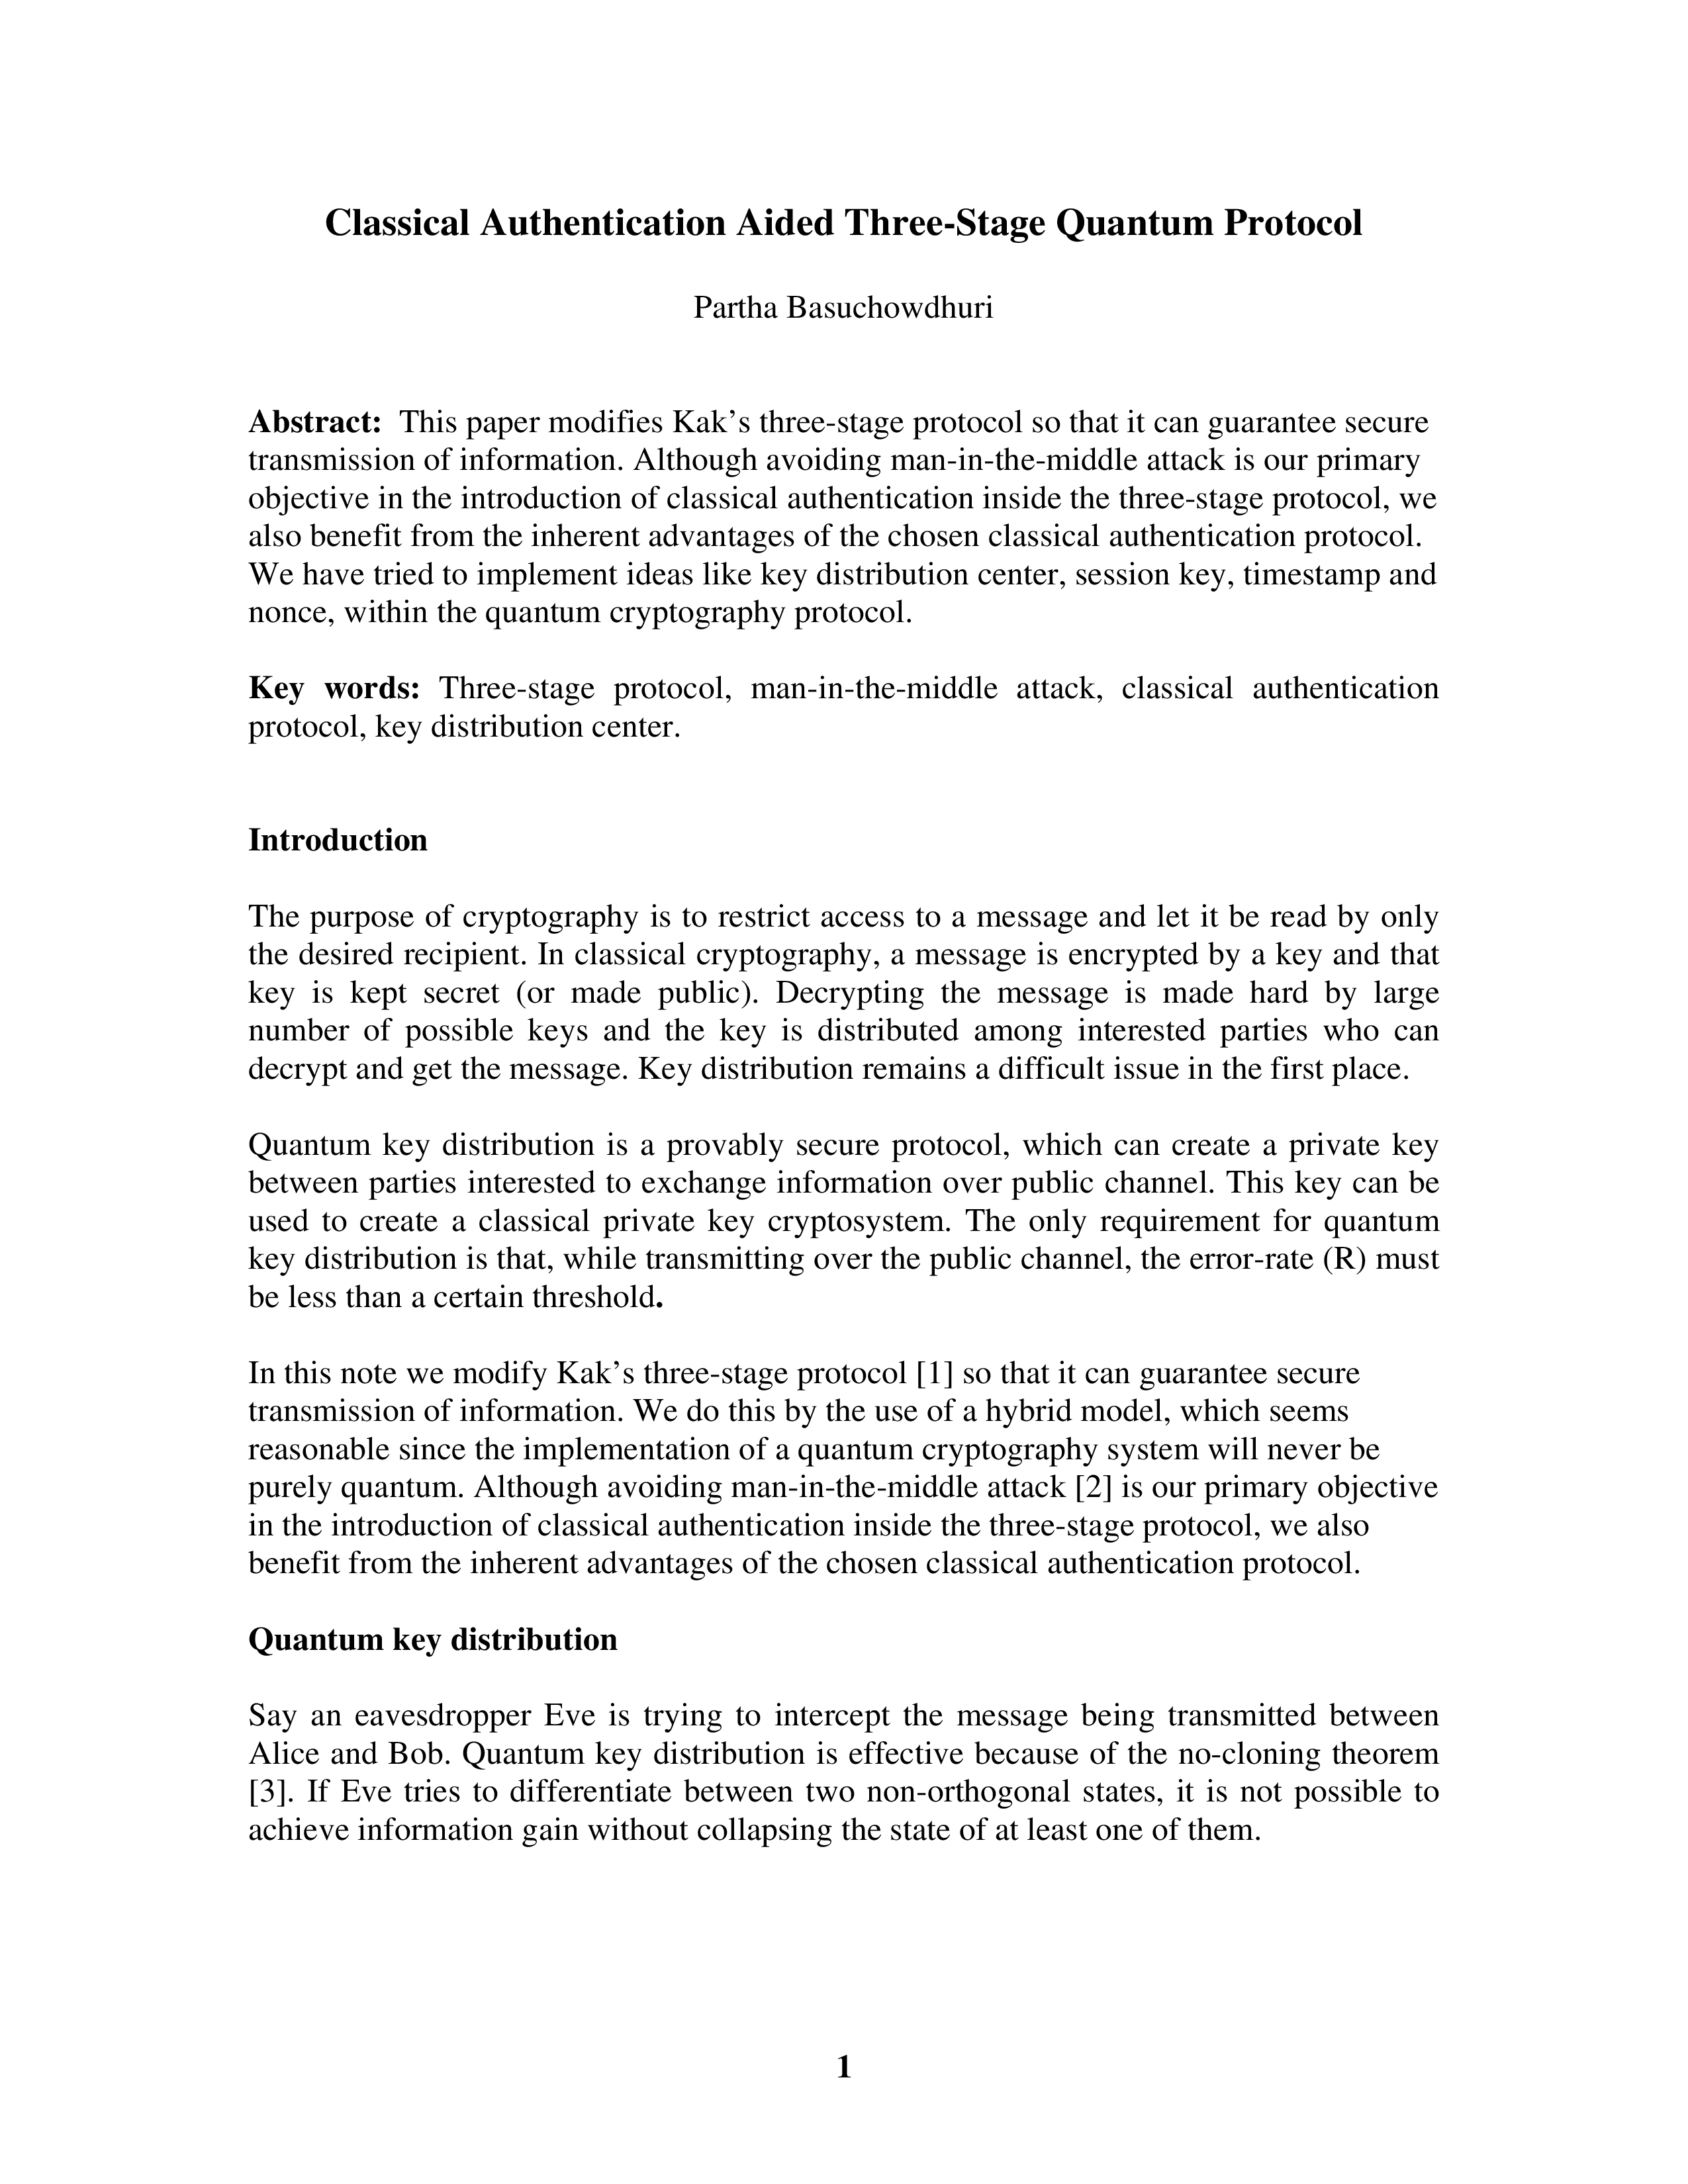 Classical Authentication Aided Three-Stage Quantum Protocol
Partha Basuchowdhuri
Abstract: This paper modifies Kak's three-stage protocol so that it can guarantee secure
transmission of information. Although avoiding man-in-the-middle attack is our primary
objective in the introduction of classical authentication inside the three-stage protocol, we
also benefit from the inherent advantages of the chosen classical authentication protocol.
We have tried to implement ideas like key distribution center, session key, timestamp and
nonce, within the quantum cryptography protocol.
Key words: Three-stage protocol, man-in-the-middle attack, classical authentication
protocol, key distribution center.
Introduction
The purpose of cryptography is to restrict access to a message and let it be read by only
the desired recipient. In classical cryptography, a message is encrypted by a key and that
key is kept secret (or made public). Decrypting the message is made hard by large
number of possible keys and the key is distributed among interested parties who can
decrypt and get the message. Key distribution remains a difficult issue in the first place.
Quantum key distribution is a provably secure protocol, which can create a private key
between parties interested to exchange information over public channel. This key can be
used to create a classical private key cryptosystem. The only requirement for quantum
key distribution is that, while transmitting over the public channel, the error-rate (R) must
be less than a certain threshold.
In this note we modify Kak's three-stage protocol [1] so that it can guarantee secure
transmission of information. We do this by the use of a hybrid model, which seems
reasonable since the implementation of a quantum cryptography system will never be
purely quantum. Although avoiding man-in-the-middle attack [2] is our primary objective
in the introduction of classical authentication inside the three-stage protocol, we also
benefit from the inherent advantages of the chosen classical authentication protocol.
Quantum key distribution
Say an eavesdropper Eve is trying to intercept the message being transmitted between
Alice and Bob. Quantum key distribution is effective because of the no-cloning theorem
[3]. If Eve tries to differentiate between two non-orthogonal states, it is not possible to
achieve information gain without collapsing the state of at least one of them.
1